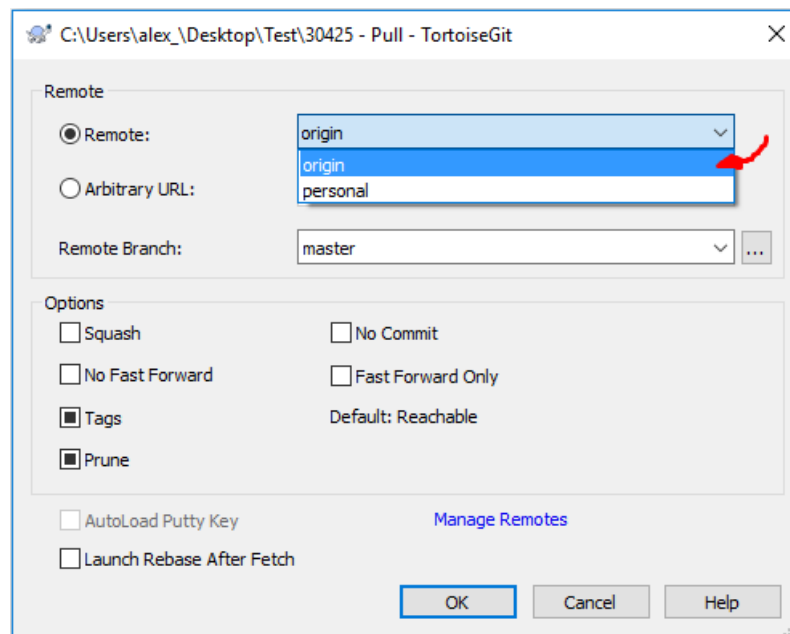 C:\Users\alex_\Desktop\Test\30425 - Pull - TortoiseGit
Remote
Remote: origin
origin
Arbitrary URL:
personal
Remote Branch: master ...
Options
Squash No Commit
No Fast Forward Fast Forward Only
Tags Default: Reachable
Prune
AutoLoad Putty Key Manage Remotes
Launch Rebase After Fetch
OK Cancel Help